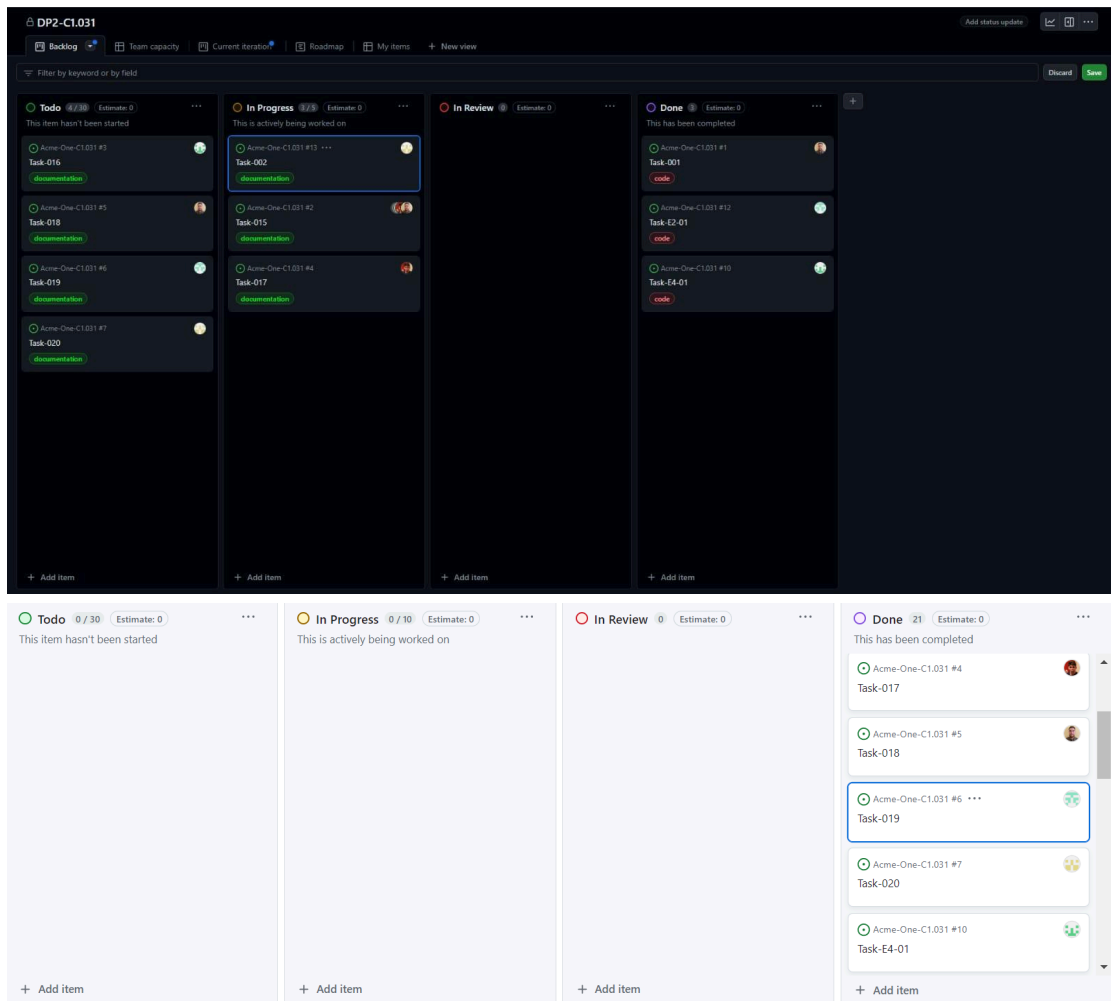 DP2-C1.031
Add status update
Backlog
Team capacity
Current iteration
Roadmap
My items
+ New view
Filter by keyword or by field
Discard
Save
Todo 4 / 30 Estimate: 0
This item hasn't been started
Acme-One-C1.031 #3
Task-016
documentation
Acme-One-C1.031 #5
Task-018
documentation
Acme-One-C1.031 #6
Task-019
documentation
Acme-One-C1.031 #7
Task-020
documentation
+ Add item
In Progress 3 / 5 Estimate: 0
This is actively being worked on
Acme-One-C1.031 #13
Task-002
documentation
Acme-One-C1.031 #2
Task-015
documentation
Acme-One-C1.031 #4
Task-017
documentation
+ Add item
In Review 0 Estimate: 0
+ Add item
Done 3 Estimate: 0
This has been completed
Acme-One-C1.031 #1
Task-001
code
Acme-One-C1.031 #12
Task-E2-01
code
Acme-One-C1.031 #10
Task-E4-01
code
+ Add item
Todo 0 / 30 Estimate: 0
This item hasn't been started
+ Add item
In Progress 0 / 10 Estimate: 0
This is actively being worked on
+ Add item
In Review 0 Estimate: 0
+ Add item
Done 21 Estimate: 0
This has been completed
Acme-One-C1.031 #4
Task-017
Acme-One-C1.031 #5
Task-018
Acme-One-C1.031 #6
Task-019
Acme-One-C1.031 #7
Task-020
Acme-One-C1.031 #10
Task-E4-01
+ Add item